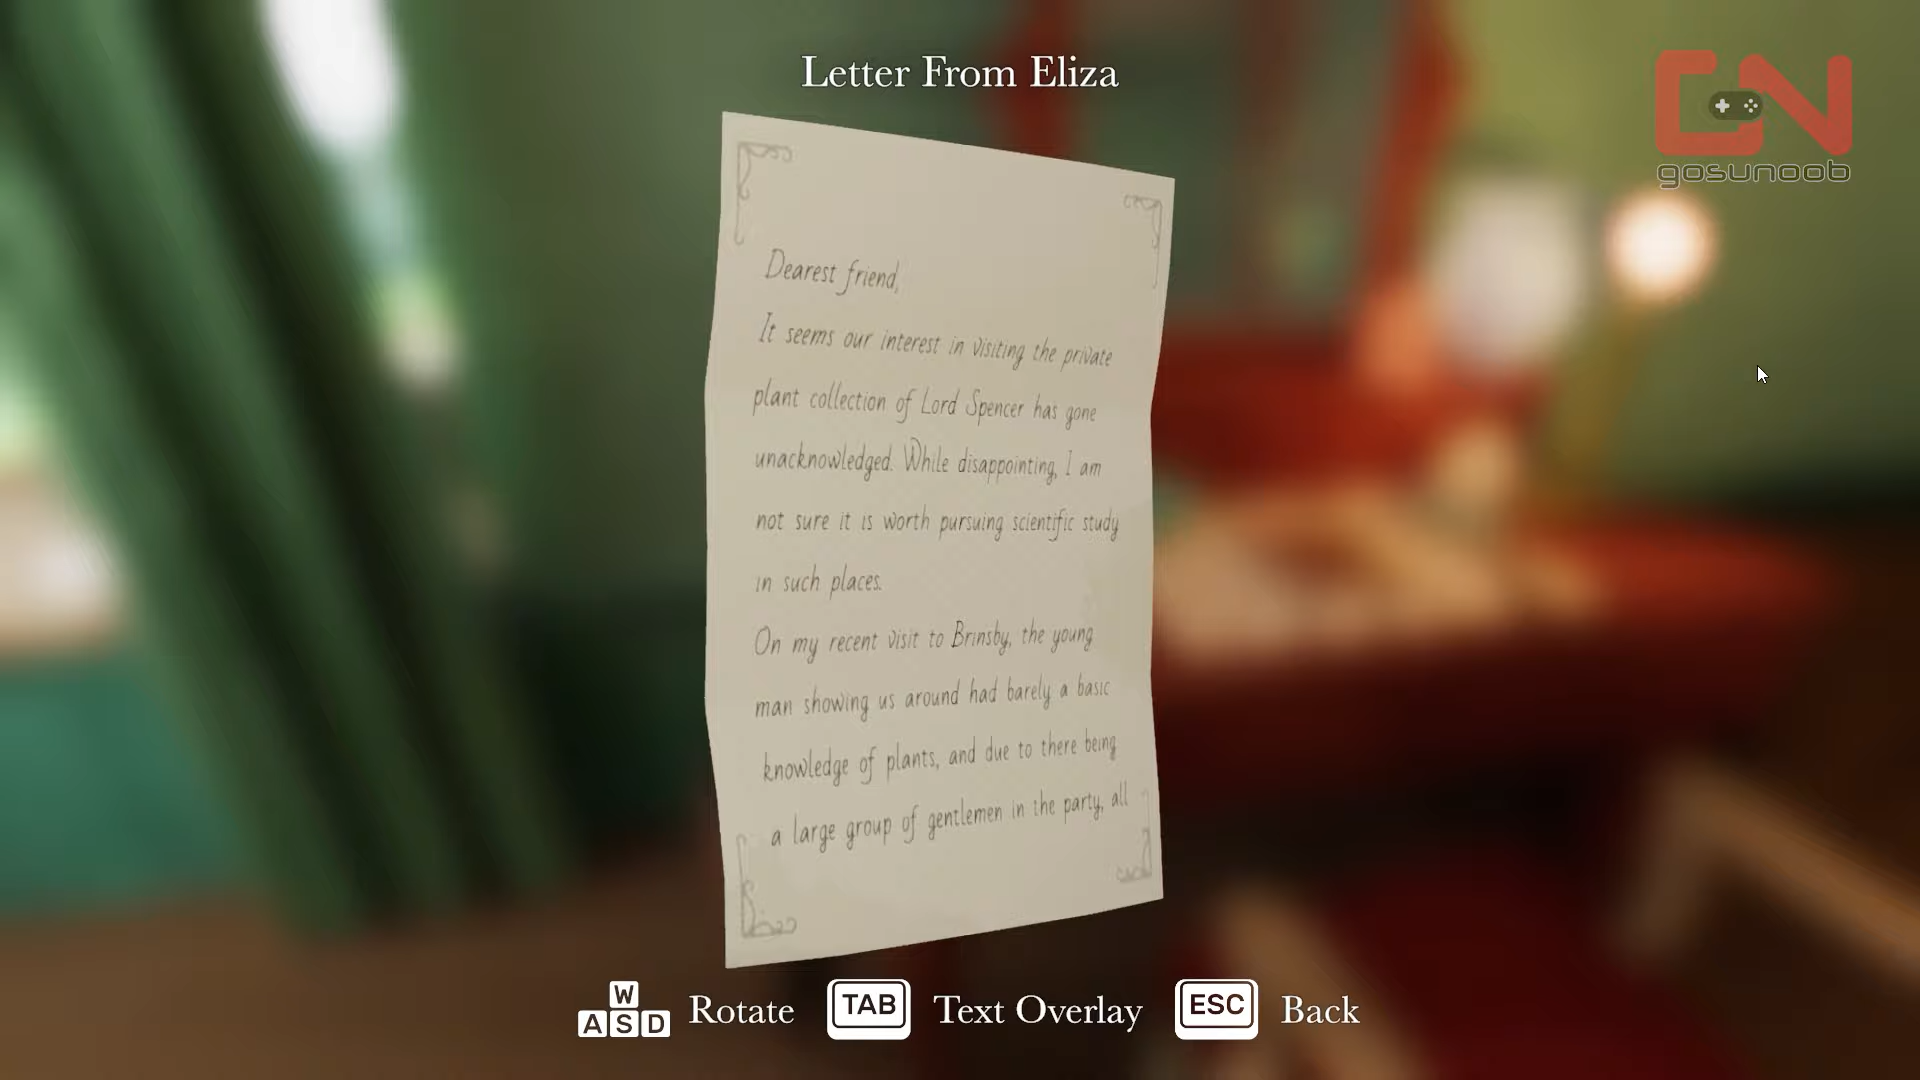 Letter From Eliza
gosunoob
Dearest friend,
It seems our interest in visiting the private
plant collection of Lord Spencer has gone
unacknowledged. While disappointing, I am
not sure it is worth pursuing scientific study
in such places.
On my recent visit to Brinsby, the young
man showing us around had barely a basic
knowledge of plants, and due to there being
a large group of gentlemen in the party, all
W
A S D Rotate TAB Text Overlay ESC Back